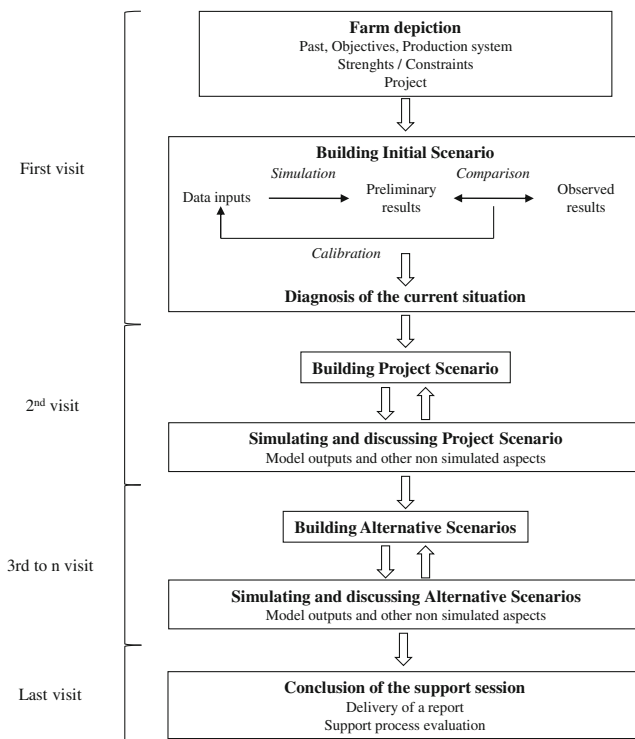 Farm depiction
Past, Objectives, Production system
Strenghts / Constraints
Project
First visit
Building Initial Scenario
Simulation
Comparison
Data inputs
Preliminary
results
Observed
results
Calibration
Diagnosis of the current situation
2nd visit
Building Project Scenario
Simulating and discussing Project Scenario
Model outputs and other non simulated aspects
3rd to n visit
Building Alternative Scenarios
Simulating and discussing Alternative Scenarios
Model outputs and other non simulated aspects
Last visit
Conclusion of the support session
Delivery of a report
Support process evaluation